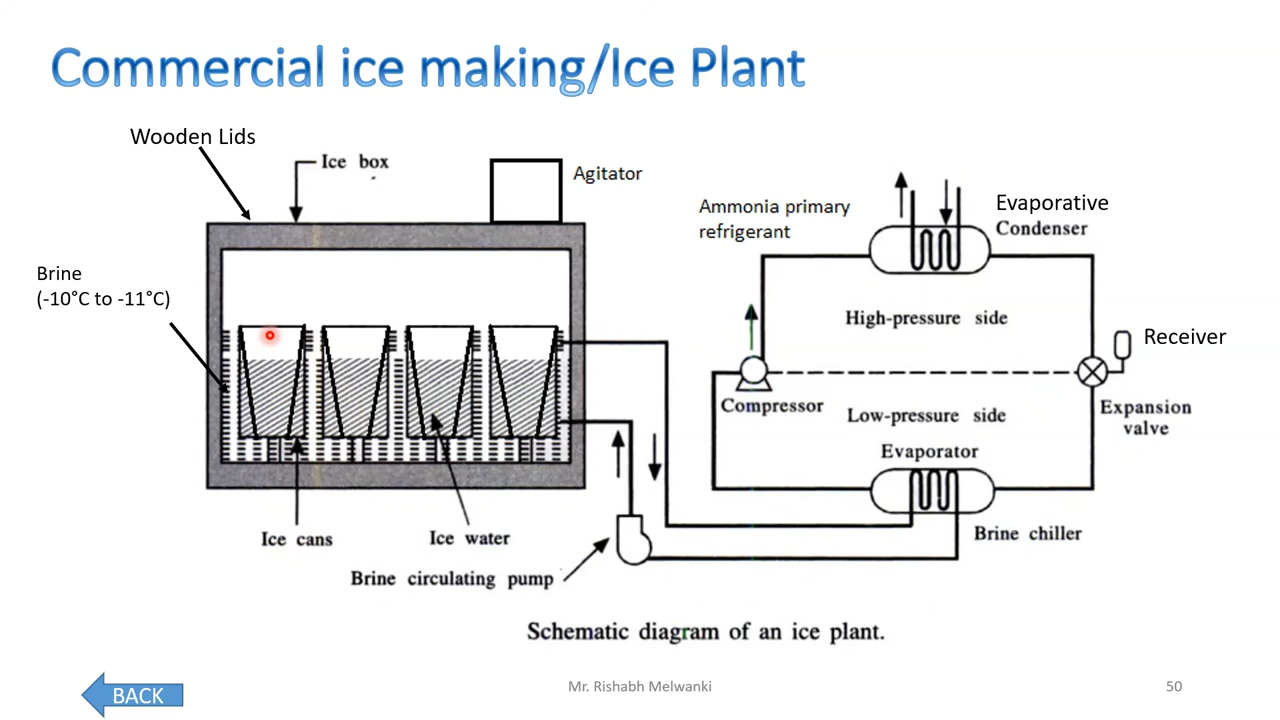 Commercial ice making/Ice Plant
Wooden Lids
Ice box
Agitator
Ammonia primary
refrigerant
Evaporative
Condenser
Brine
(-10°C to -11°C)
High-pressure side
Receiver
Compressor
Low-pressure side
Expansion
valve
Evaporator
Ice cans
Ice water
Brine chiller
Brine circulating pump
Schematic diagram of an ice plant.
BACK
Mr. Rishabh Melwanki
50